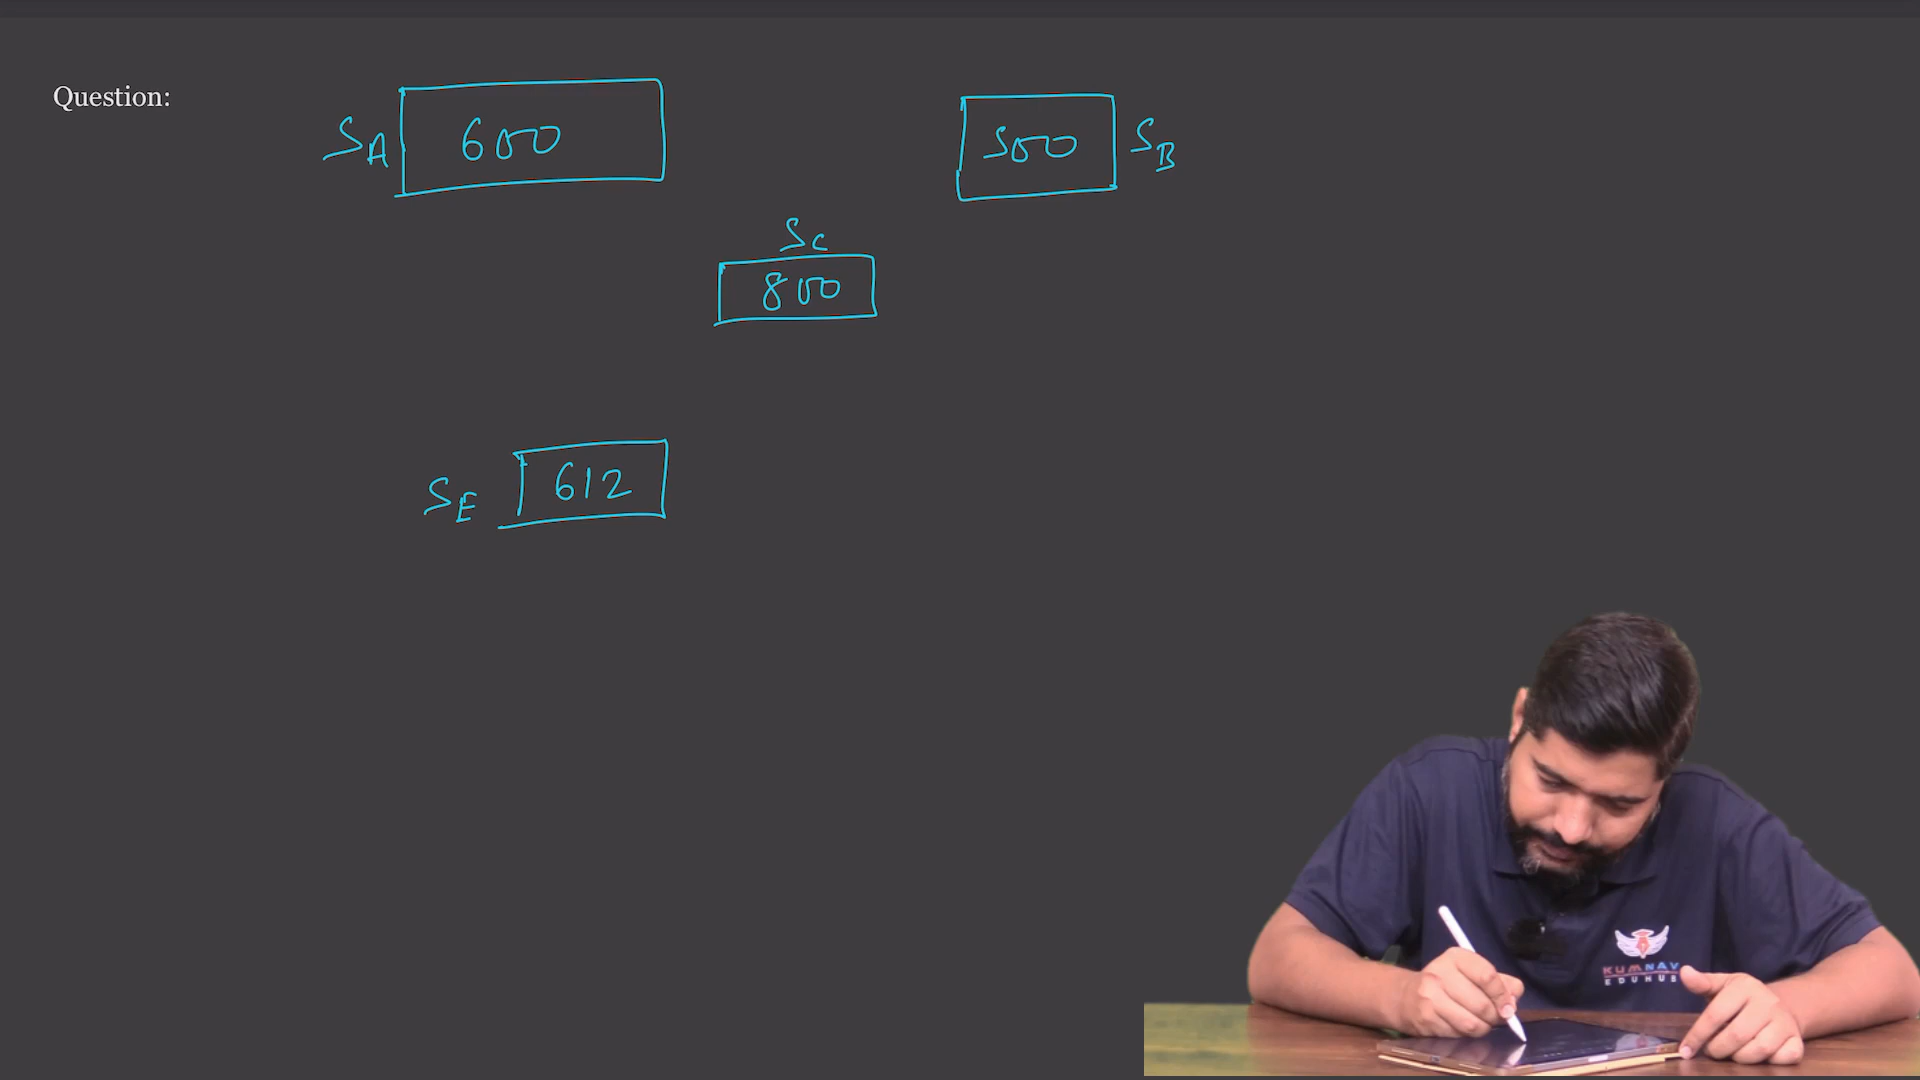 Question:
SA 600
500 SB
SC
800
SE 612
KUMNAV
EDUHUB